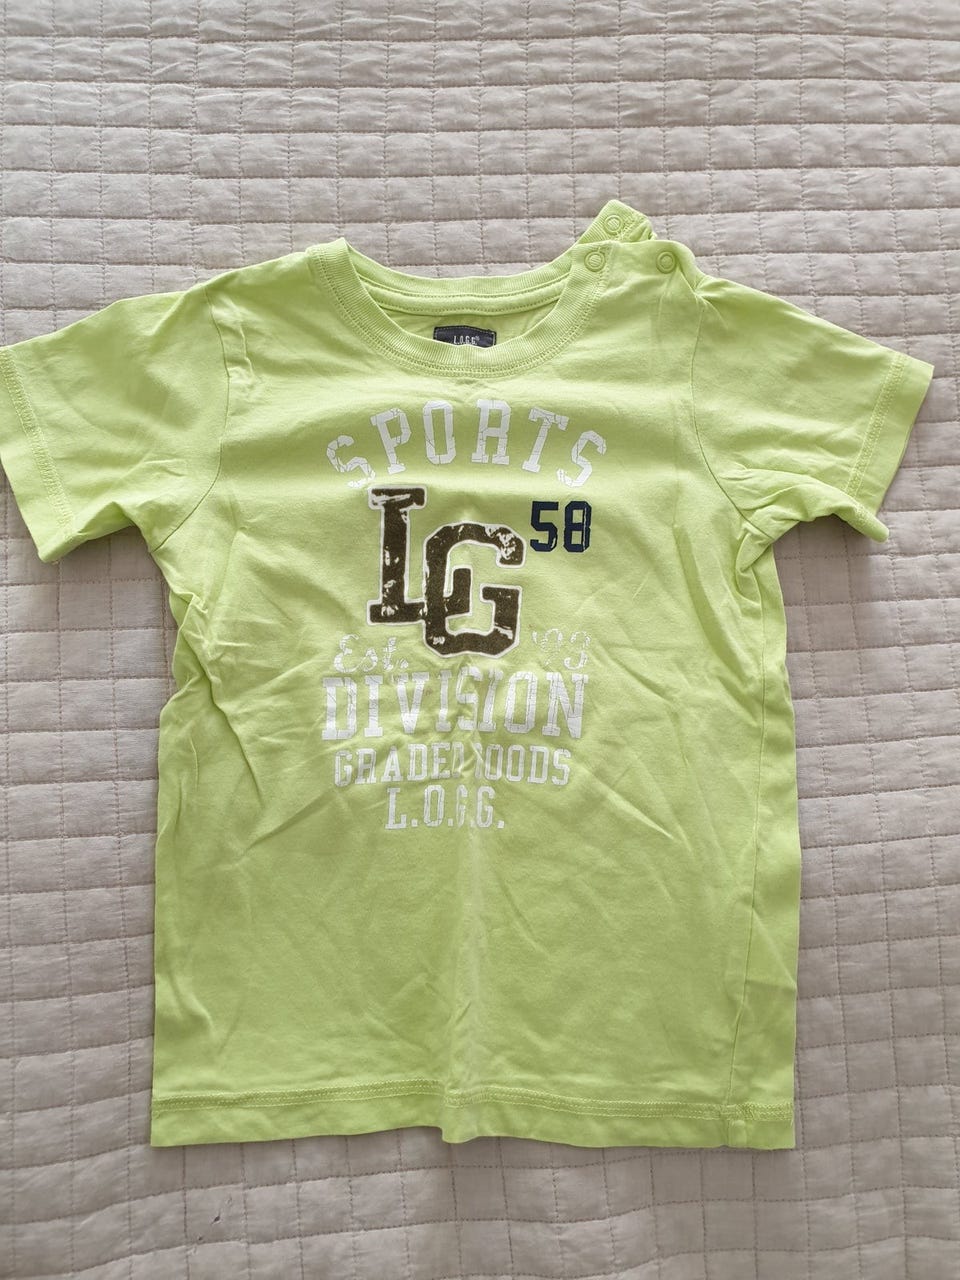 L.O.G.G
SPORTS
LG 58
Est. '93
DIVISION
GRADED GOODS
L.O.G.G.